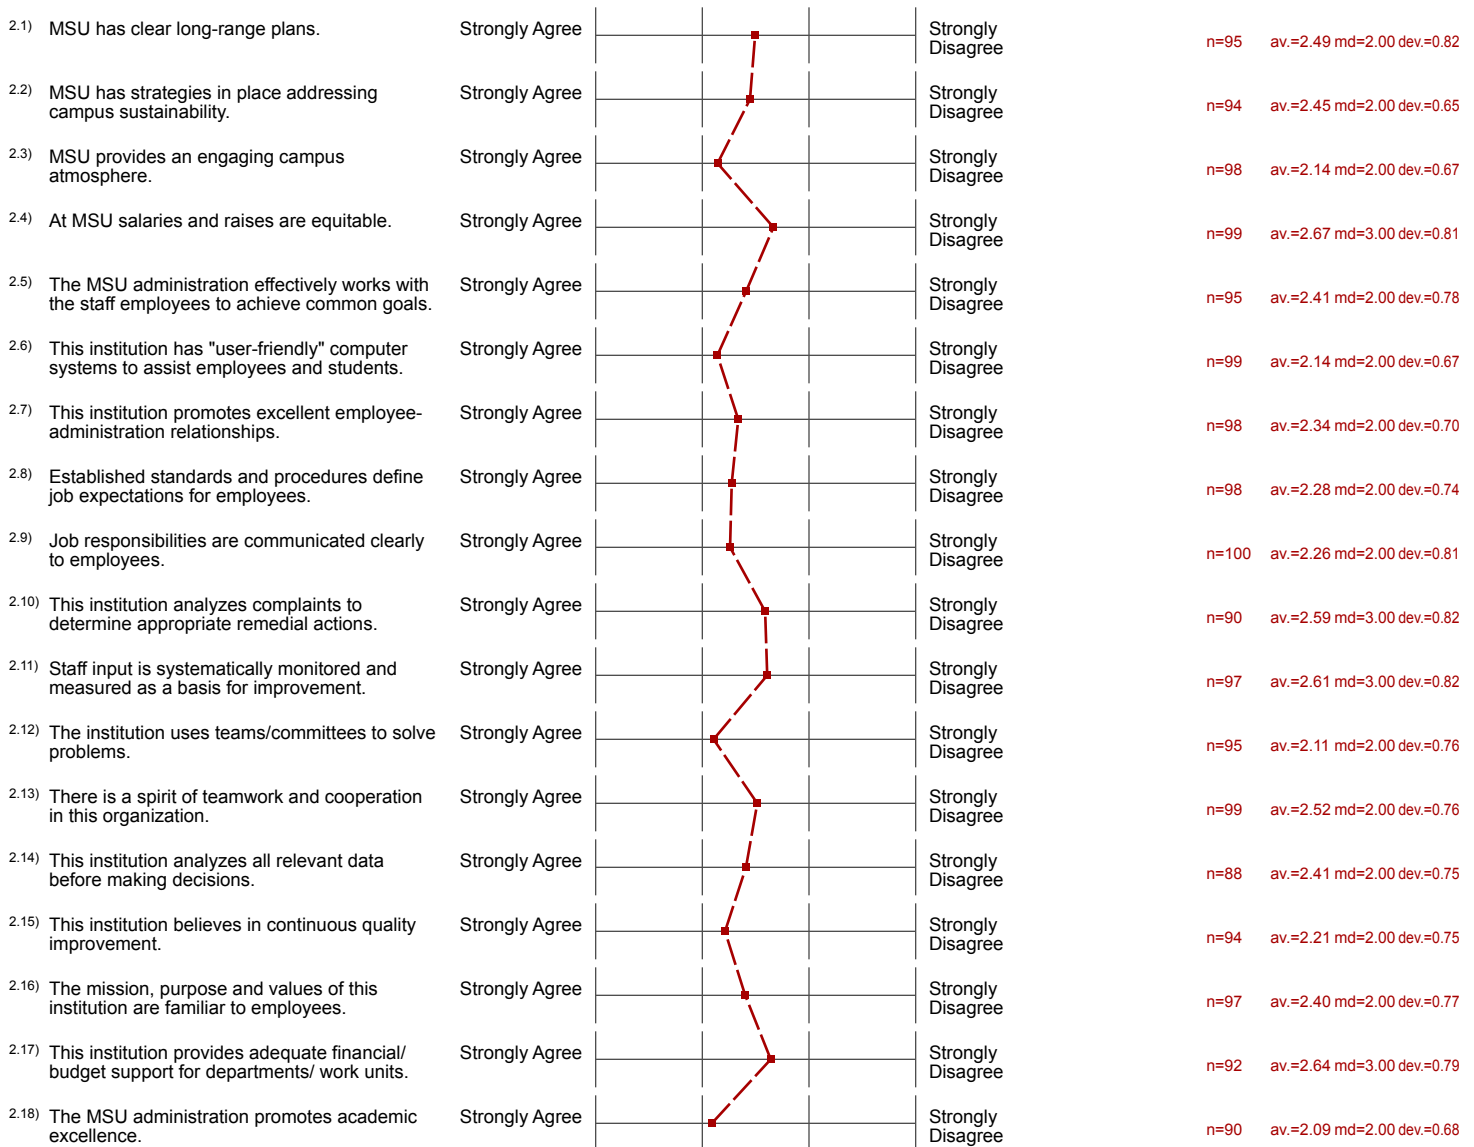 2.1) MSU has clear long-range plans. Strongly Agree Strongly
Disagree n=95 av.=2.49 md=2.00 dev.=0.82
2.2) MSU has strategies in place addressing Strongly Agree Strongly
campus sustainability. Disagree n=94 av.=2.45 md=2.00 dev.=0.65
2.3) MSU provides an engaging campus Strongly Agree Strongly
atmosphere. Disagree n=98 av.=2.14 md=2.00 dev.=0.67
2.4) At MSU salaries and raises are equitable. Strongly Agree Strongly
Disagree n=99 av.=2.67 md=3.00 dev.=0.81
2.5) The MSU administration effectively works with Strongly Agree Strongly
the staff employees to achieve common goals. Disagree n=95 av.=2.41 md=2.00 dev.=0.78
2.6) This institution has "user-friendly" computer Strongly Agree Strongly
systems to assist employees and students. Disagree n=99 av.=2.14 md=2.00 dev.=0.67
2.7) This institution promotes excellent employee- Strongly Agree Strongly
administration relationships. Disagree n=98 av.=2.34 md=2.00 dev.=0.70
2.8) Established standards and procedures define Strongly Agree Strongly
job expectations for employees. Disagree n=98 av.=2.28 md=2.00 dev.=0.74
2.9) Job responsibilities are communicated clearly Strongly Agree Strongly
to employees. Disagree n=100 av.=2.26 md=2.00 dev.=0.81
2.10) This institution analyzes complaints to Strongly Agree Strongly
determine appropriate remedial actions. Disagree n=90 av.=2.59 md=3.00 dev.=0.82
2.11) Staff input is systematically monitored and Strongly Agree Strongly
measured as a basis for improvement. Disagree n=97 av.=2.61 md=3.00 dev.=0.82
2.12) The institution uses teams/committees to solve Strongly Agree Strongly
problems. Disagree n=95 av.=2.11 md=2.00 dev.=0.76
2.13) There is a spirit of teamwork and cooperation Strongly Agree Strongly
in this organization. Disagree n=99 av.=2.52 md=2.00 dev.=0.76
2.14) This institution analyzes all relevant data Strongly Agree Strongly
before making decisions. Disagree n=88 av.=2.41 md=2.00 dev.=0.75
2.15) This institution believes in continuous quality Strongly Agree Strongly
improvement. Disagree n=94 av.=2.21 md=2.00 dev.=0.75
2.16) The mission, purpose and values of this Strongly Agree Strongly
institution are familiar to employees. Disagree n=97 av.=2.40 md=2.00 dev.=0.77
2.17) This institution provides adequate financial/ Strongly Agree Strongly
budget support for departments/ work units. Disagree n=92 av.=2.64 md=3.00 dev.=0.79
2.18) The MSU administration promotes academic Strongly Agree Strongly
excellence. Disagree n=90 av.=2.09 md=2.00 dev.=0.68